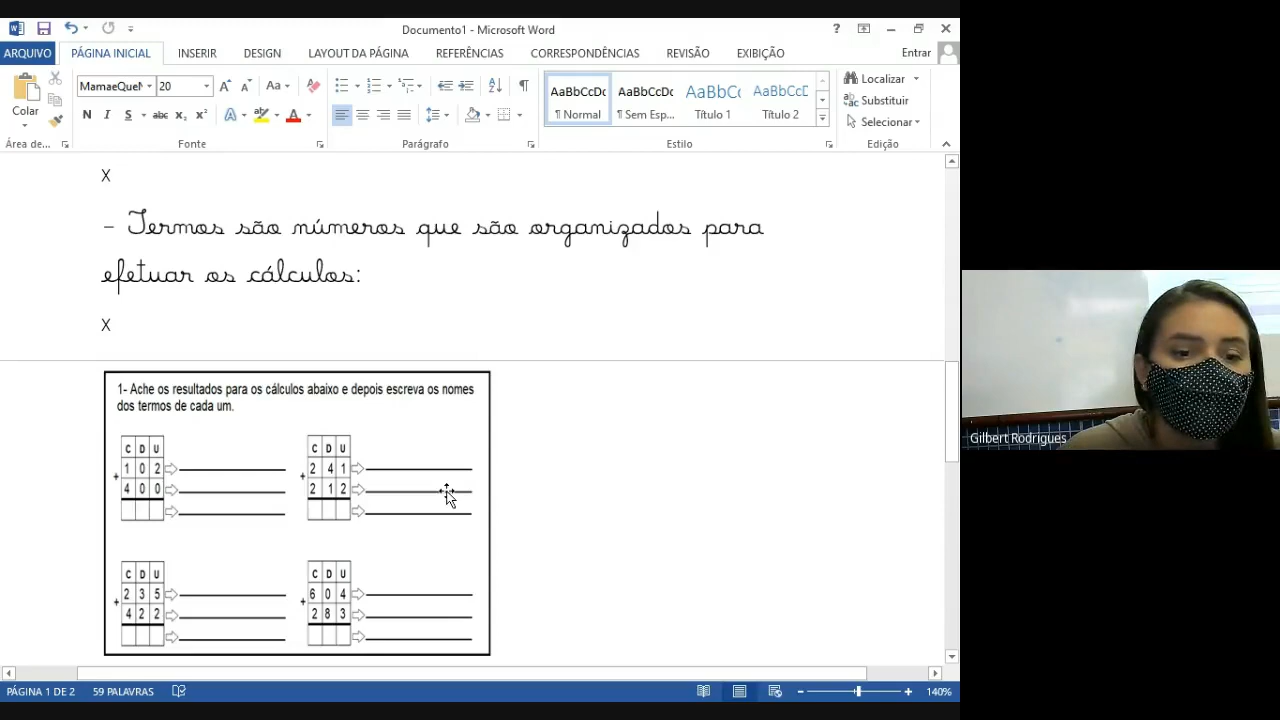 Documento1 - Microsoft Word
Entrar
ARQUIVO PÁGINA INICIAL INSERIR DESIGN LAYOUT DA PÁGINA REFERÊNCIAS CORRESPONDÊNCIAS REVISÃO EXIBIÇÃO
MamaeQueN 20
Colar
N I S abc x₂ x² A ab A Aa
AaBbCcDc AaBbCcDc AaBbCc AaBbCcD
¶ Normal ¶ Sem Esp... Título 1 Título 2
Localizar
Substituir
Selecionar
Área de... Fonte Parágrafo Estilo Edição
X
- Termos são números que são organizados para
efetuar os cálculos:
X
1- Ache os resultados para os cálculos abaixo e depois escreva os nomes
dos termos de cada um.
C D U C D U
1 0 2 2 4 1
+ 4 0 0 + 2 1 2
C D U C D U
2 3 5 6 0 4
+ 4 2 2 + 2 8 3
PÁGINA 1 DE 2 59 PALAVRAS 140%
Gilbert Rodrigues